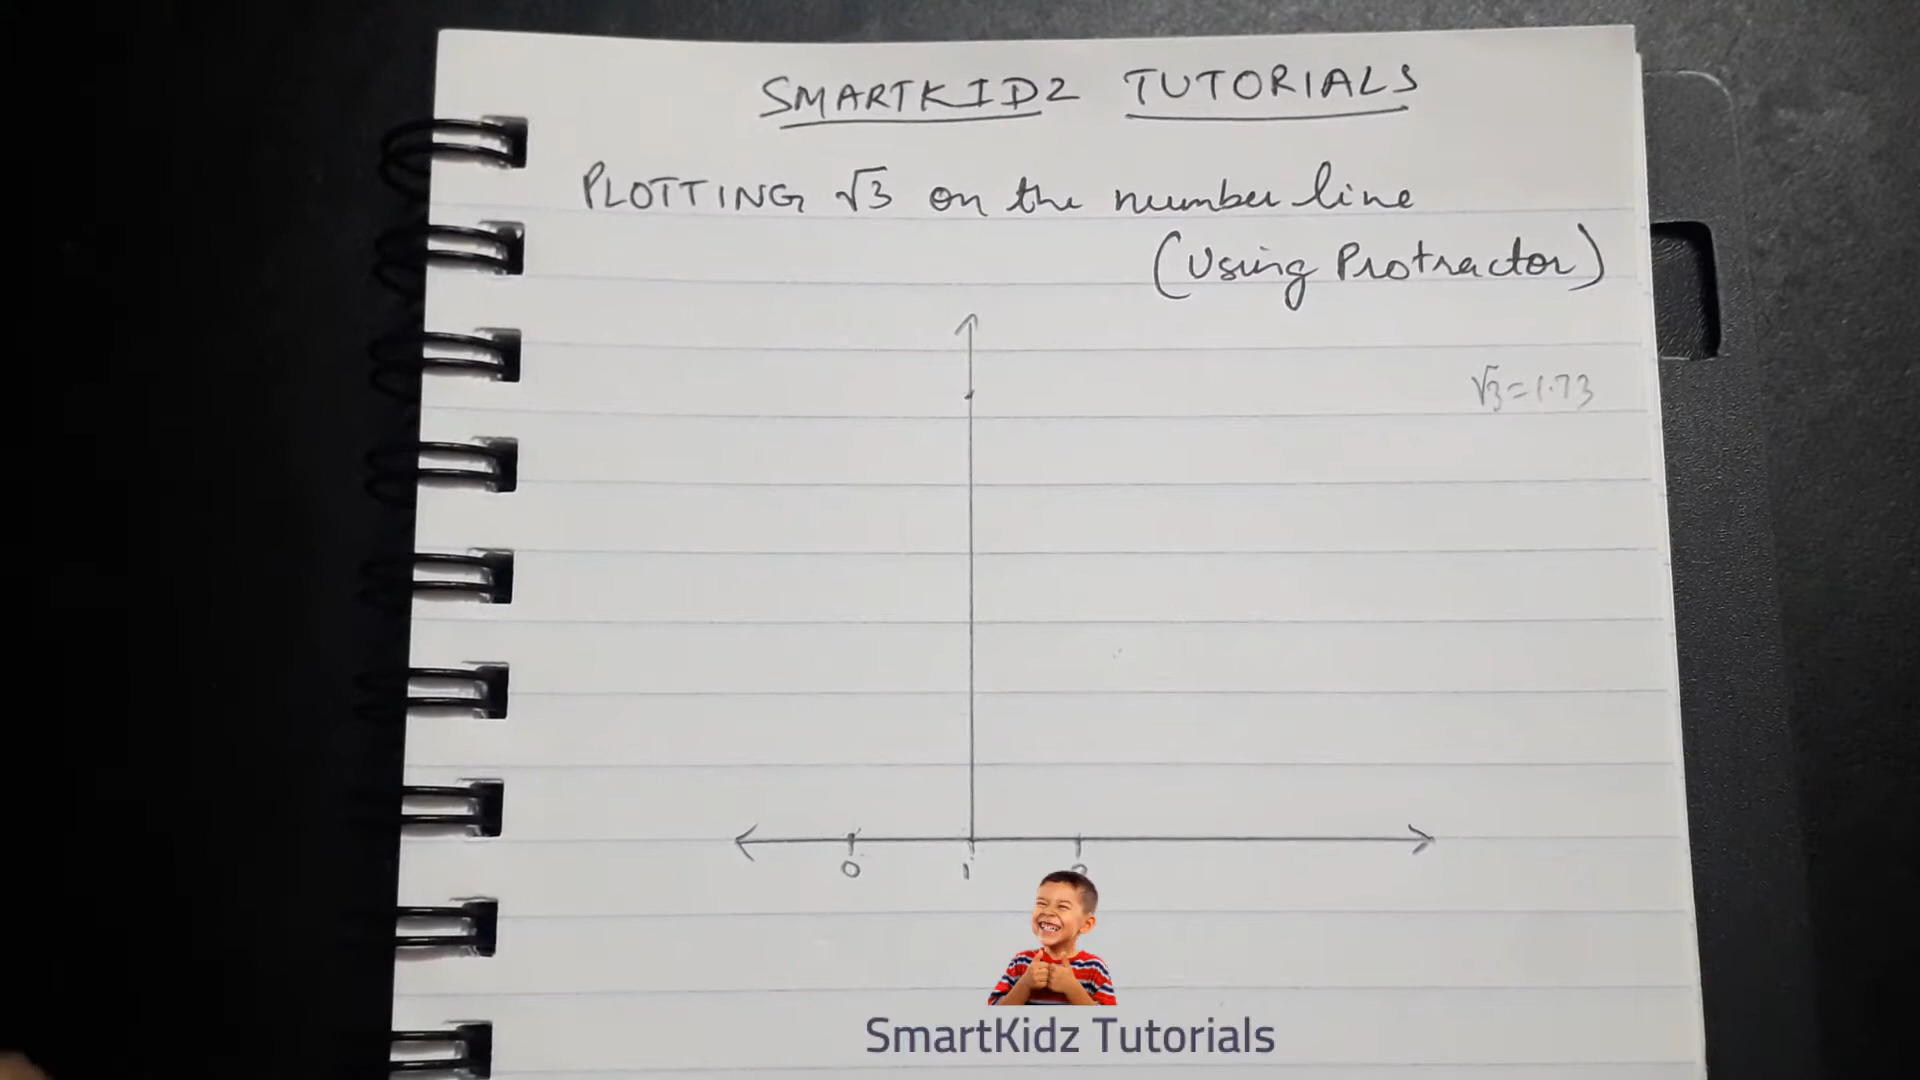 SMARTKIDZ TUTORIALS
PLOTTING √3 on the number line
(Using Protractor)
√3 = 1.73
0 1
SmartKidz Tutorials